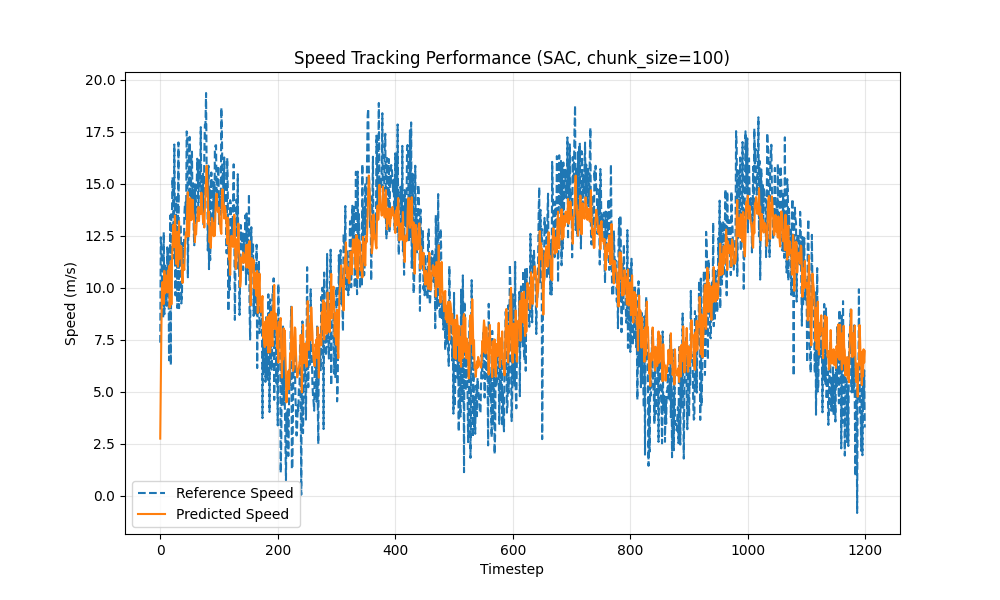 Speed Tracking Performance (SAC, chunk_size=100)
20.0
17.5
15.0
12.5
10.0
7.5
5.0
2.5
0.0
Speed (m/s)
Reference Speed
Predicted Speed
0 200 400 600 800 1000 1200
Timestep